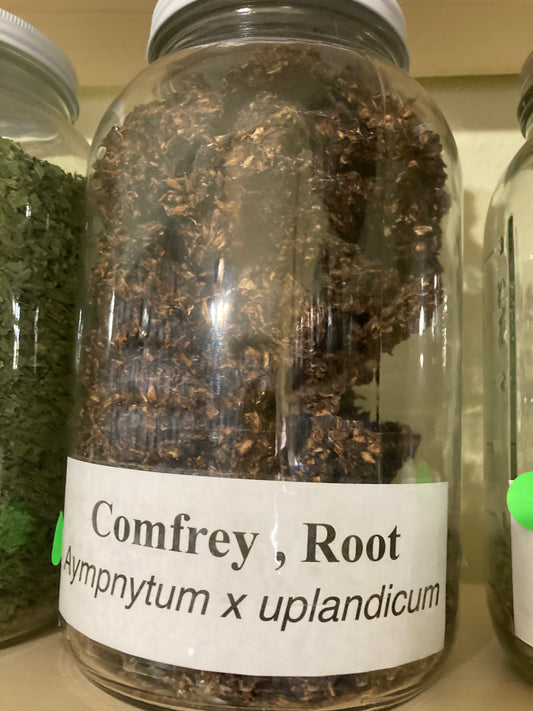 Comfrey , Root
Aympnytum x uplandicum